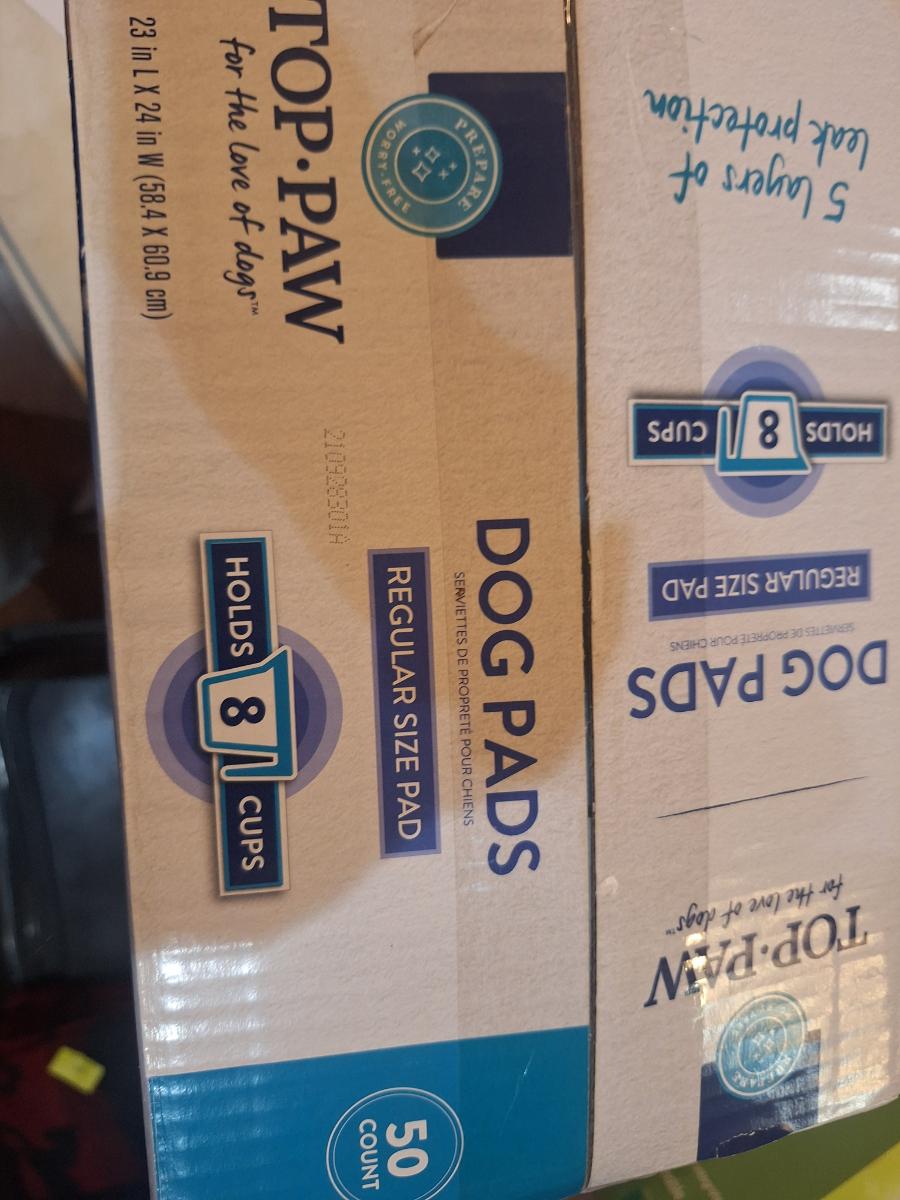 TOP·PAW
for the love of dogs™
23 in L X 24 in W (58.4 X 60.9 cm)
PREPARE
WORRY-FREE
210928301A
DOG PADS
SERVIETTES DE PROPRETÉ POUR CHIENS
REGULAR SIZE PAD
HOLDS
8
CUPS
50
COUNT
5 layers of
leak protection
HOLDS
8
CUPS
REGULAR SIZE PAD
SERVIETTES DE PROPRETÉ POUR CHIENS
DOG PADS
TOP·PAW
for the love of dogs™
PREPARE